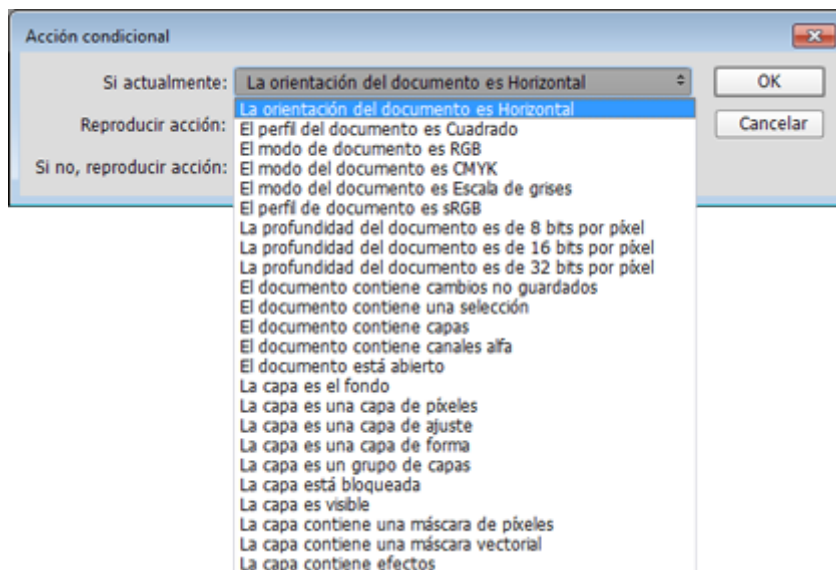 Acción condicional
Si actualmente: La orientación del documento es Horizontal OK
La orientación del documento es Horizontal
Reproducir acción: El perfil del documento es Cuadrado Cancelar
El modo de documento es RGB
Si no, reproducir acción: El modo del documento es CMYK
El modo del documento es Escala de grises
El perfil de documento es sRGB
La profundidad del documento es de 8 bits por píxel
La profundidad del documento es de 16 bits por píxel
La profundidad del documento es de 32 bits por píxel
El documento contiene cambios no guardados
El documento contiene una selección
El documento contiene capas
El documento contiene canales alfa
El documento está abierto
La capa es el fondo
La capa es una capa de píxeles
La capa es una capa de ajuste
La capa es una capa de forma
La capa es un grupo de capas
La capa está bloqueada
La capa es visible
La capa contiene una máscara de píxeles
La capa contiene una máscara vectorial
La capa contiene efectos